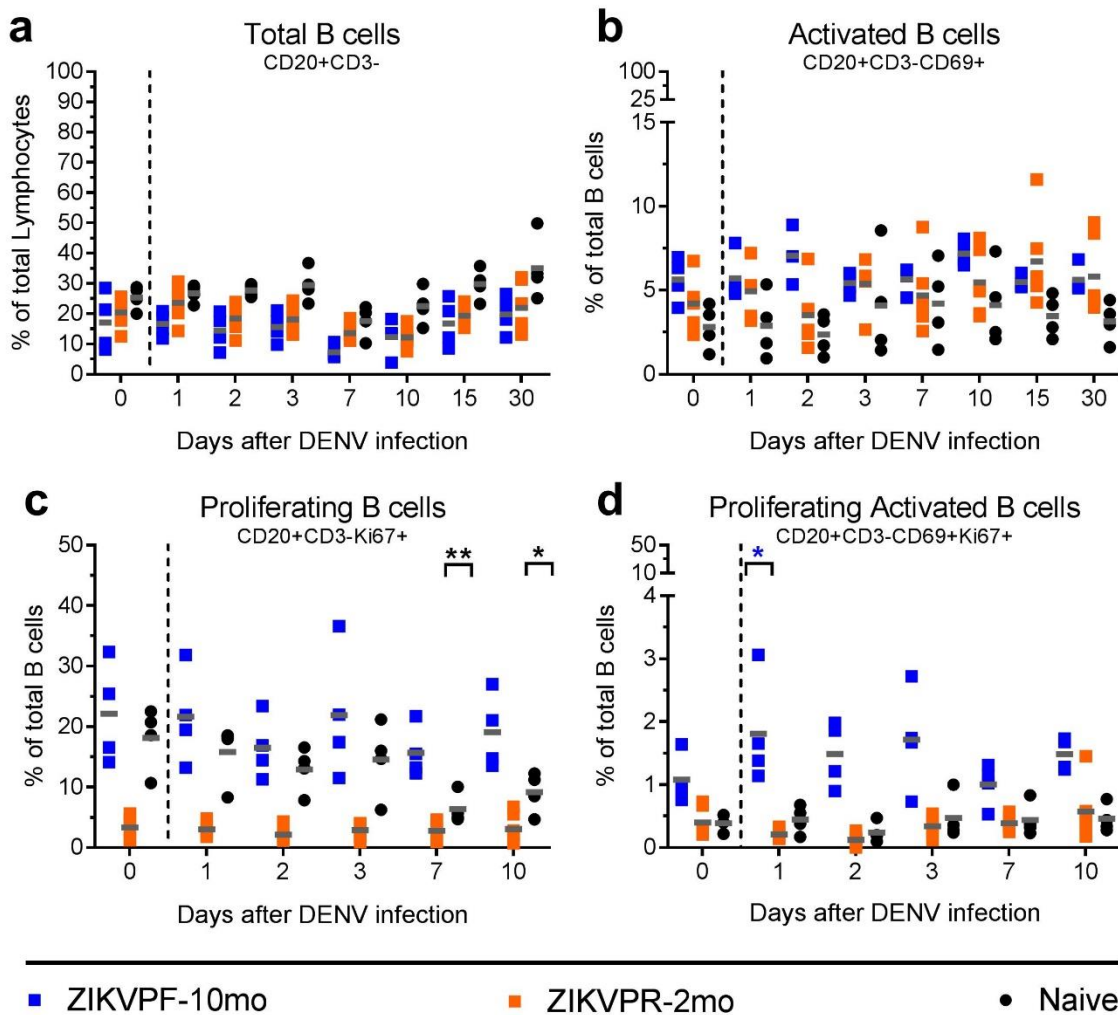 a
Total B cells
CD20+CD3-
% of total Lymphocytes
100
90
80
70
60
50
40
30
20
10
0
0 1 2 3 7 10 15 30
Days after DENV infection
b
Activated B cells
CD20+CD3-CD69+
% of total B cells
100
25
15
10
5
0
0 1 2 3 7 10 15 30
Days after DENV infection
c
Proliferating B cells
CD20+CD3-Ki67+
% of total B cells
50
40
30
20
10
0
** *
0 1 2 3 7 10
Days after DENV infection
d
Proliferating Activated B cells
CD20+CD3-CD69+Ki67+
% of total B cells
50
10
4
3
2
1
0
*
0 1 2 3 7 10
Days after DENV infection
ZIKVPF-10mo ZIKVPR-2mo Naive